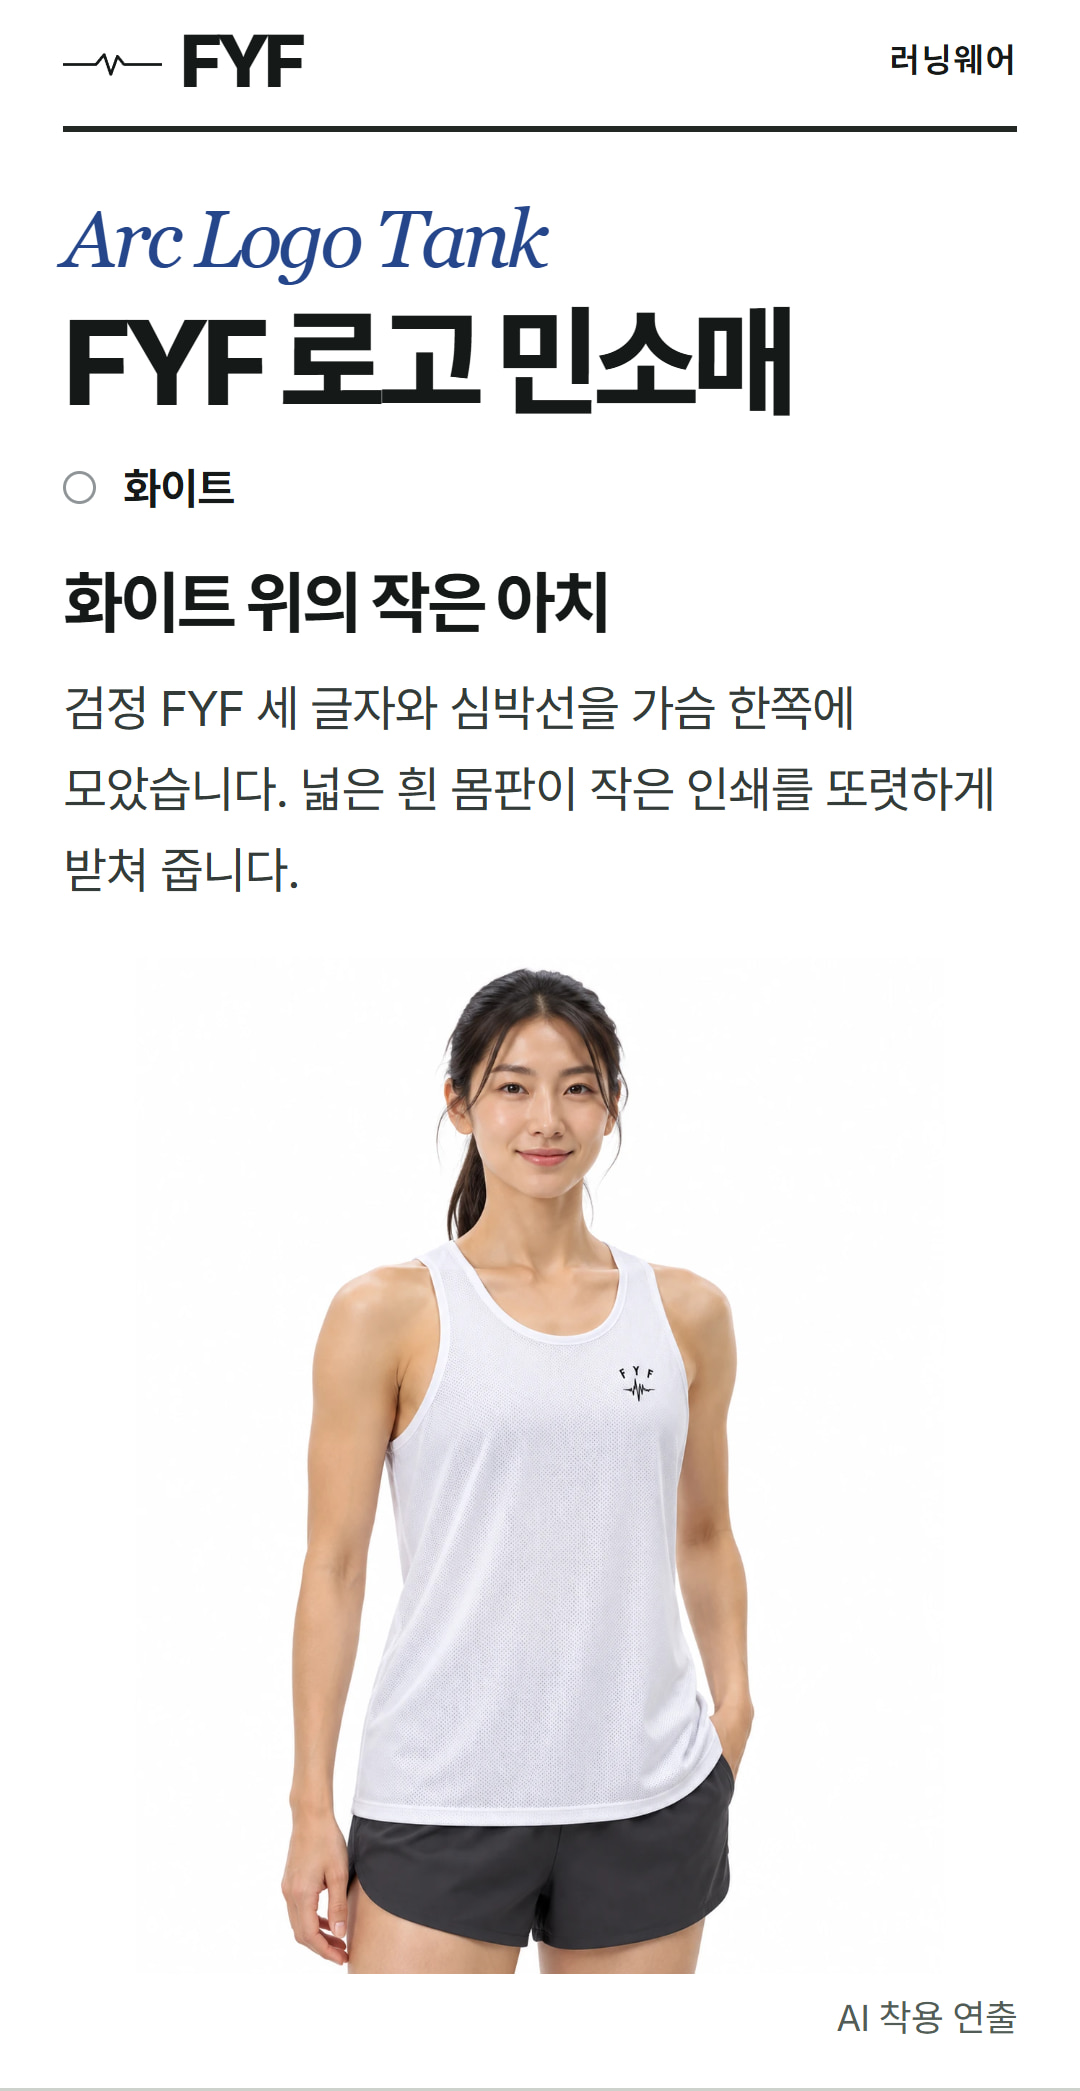 FYF
러닝웨어
Arc Logo Tank
FYF 로고 민소매
화이트
화이트 위의 작은 아치
검정 FYF 세 글자와 심박선을 가슴 한쪽에
모았습니다. 넓은 흰 몸판이 작은 인쇄를 또렷하게
받쳐 줍니다.
FYF
AI 착용 연출